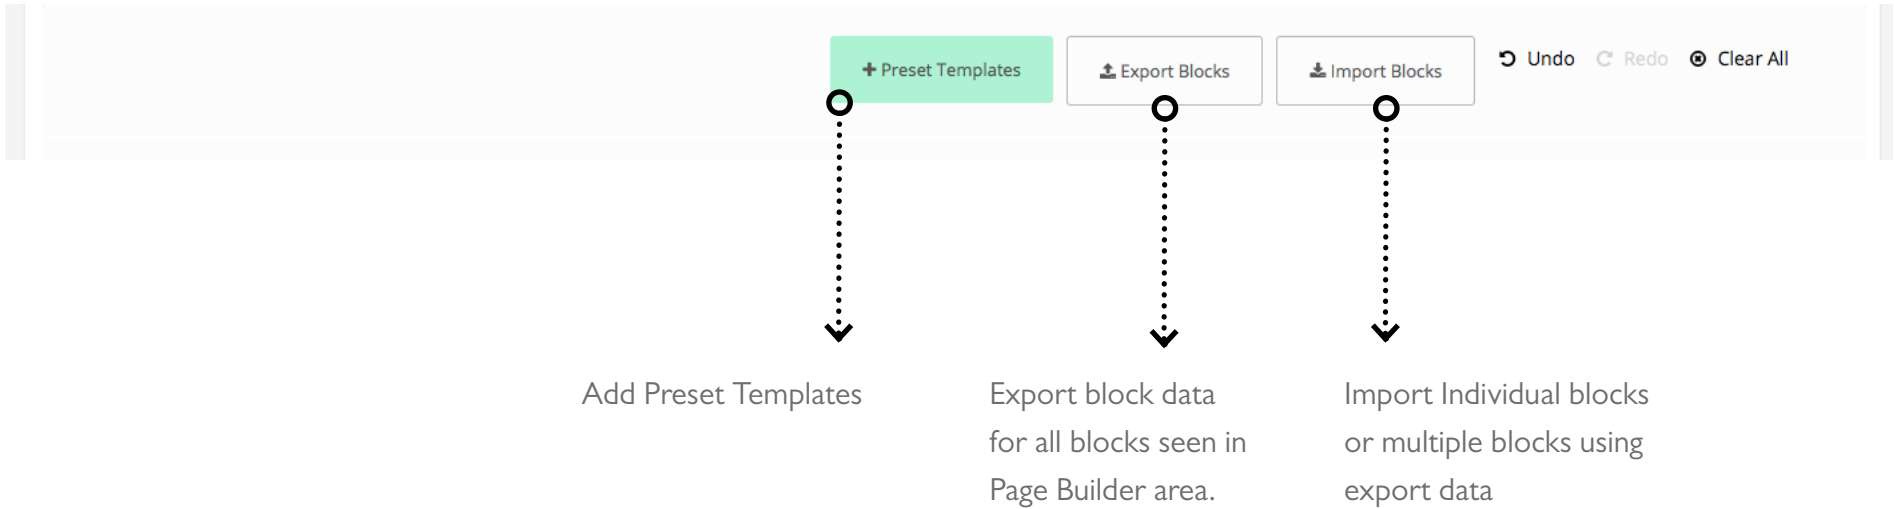 Preset Templates
Export Blocks
Import Blocks
Undo
Redo
Clear All
Add Preset Templates
Export block data
for all blocks seen in
Page Builder area.
Import Individual blocks
or multiple blocks using
export data